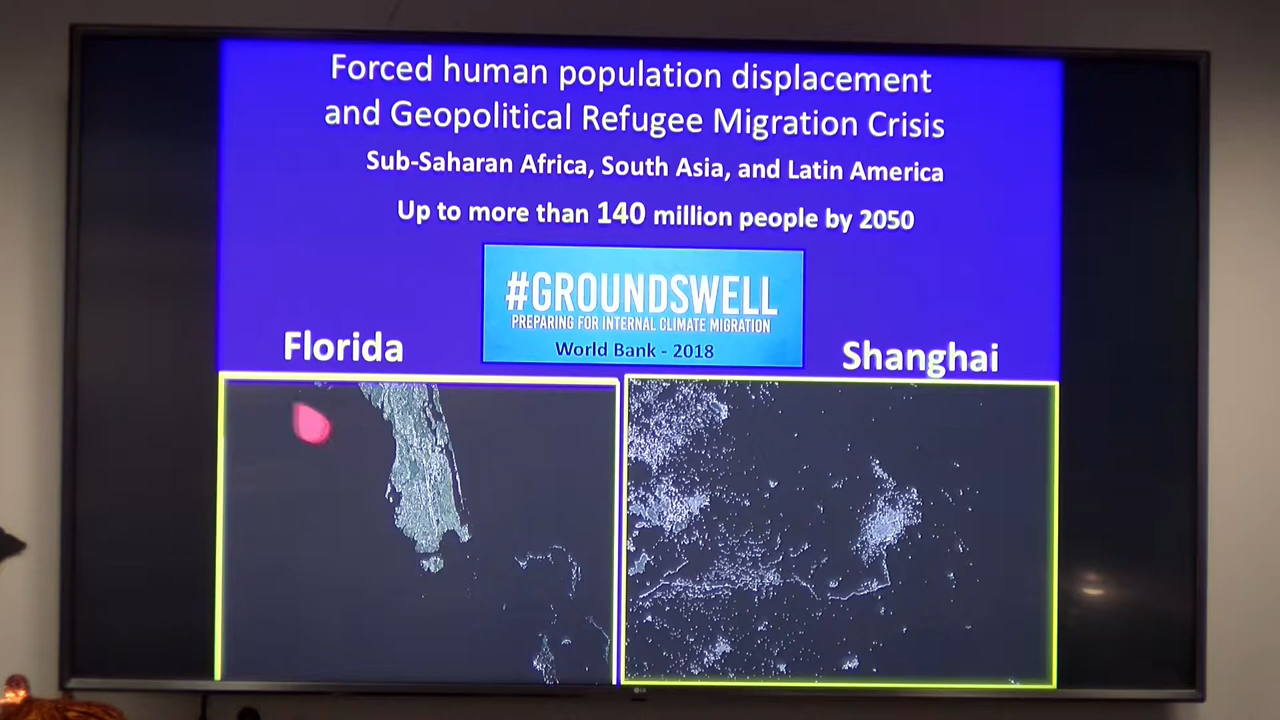 Forced human population displacement
and Geopolitical Refugee Migration Crisis
Sub-Saharan Africa, South Asia, and Latin America
Up to more than 140 million people by 2050
#GROUNDSWELL
PREPARING FOR INTERNAL CLIMATE MIGRATION
World Bank - 2018
Florida
Shanghai
LG